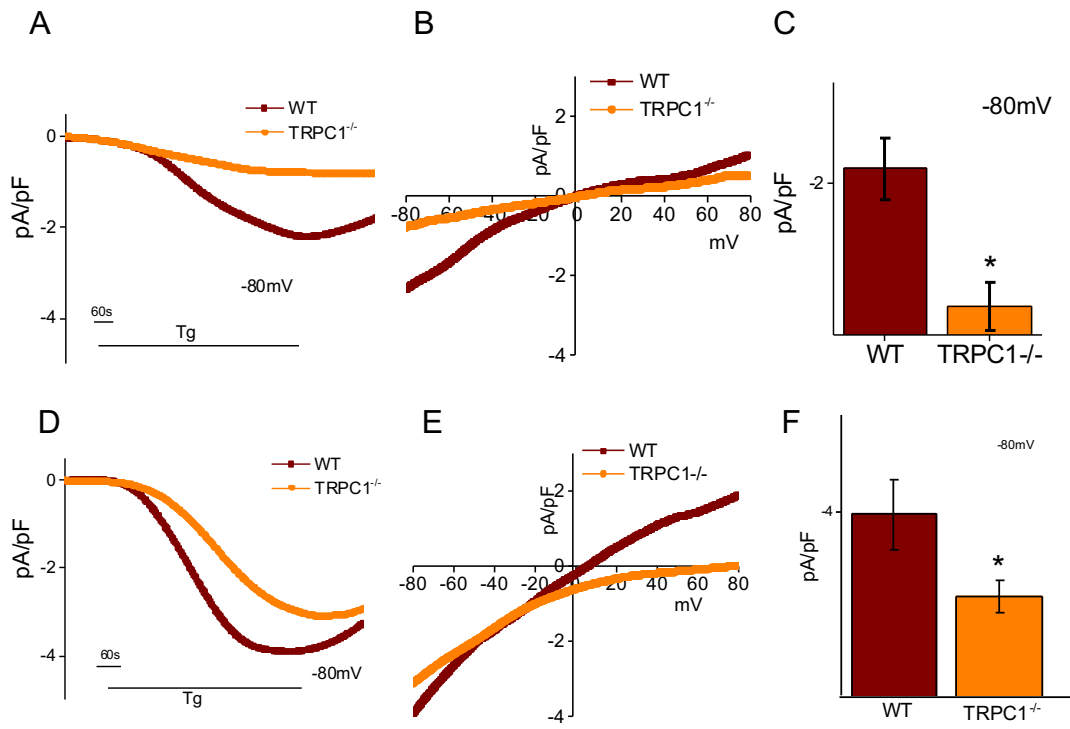 A
WT
TRPC1⁻/⁻
0
-2
-4
pA/pF
-80mV
60s
Tg
B
WT
TRPC1⁻/⁻
2
0
-2
-4
pA/pF
-80 -60 -40 -20 0 20 40 60 80
mV
C
-80mV
-2
pA/pF
*
WT TRPC1-/-
D
WT
TRPC1⁻/⁻
0
-2
-4
pA/pF
-80mV
60s
Tg
E
WT
TRPC1-/-
2
0
-2
-4
pA/pF
-80 -60 -40 -20 0 20 40 60 80
mV
F
-80mV
-4
pA/pF
*
WT TRPC1⁻/⁻